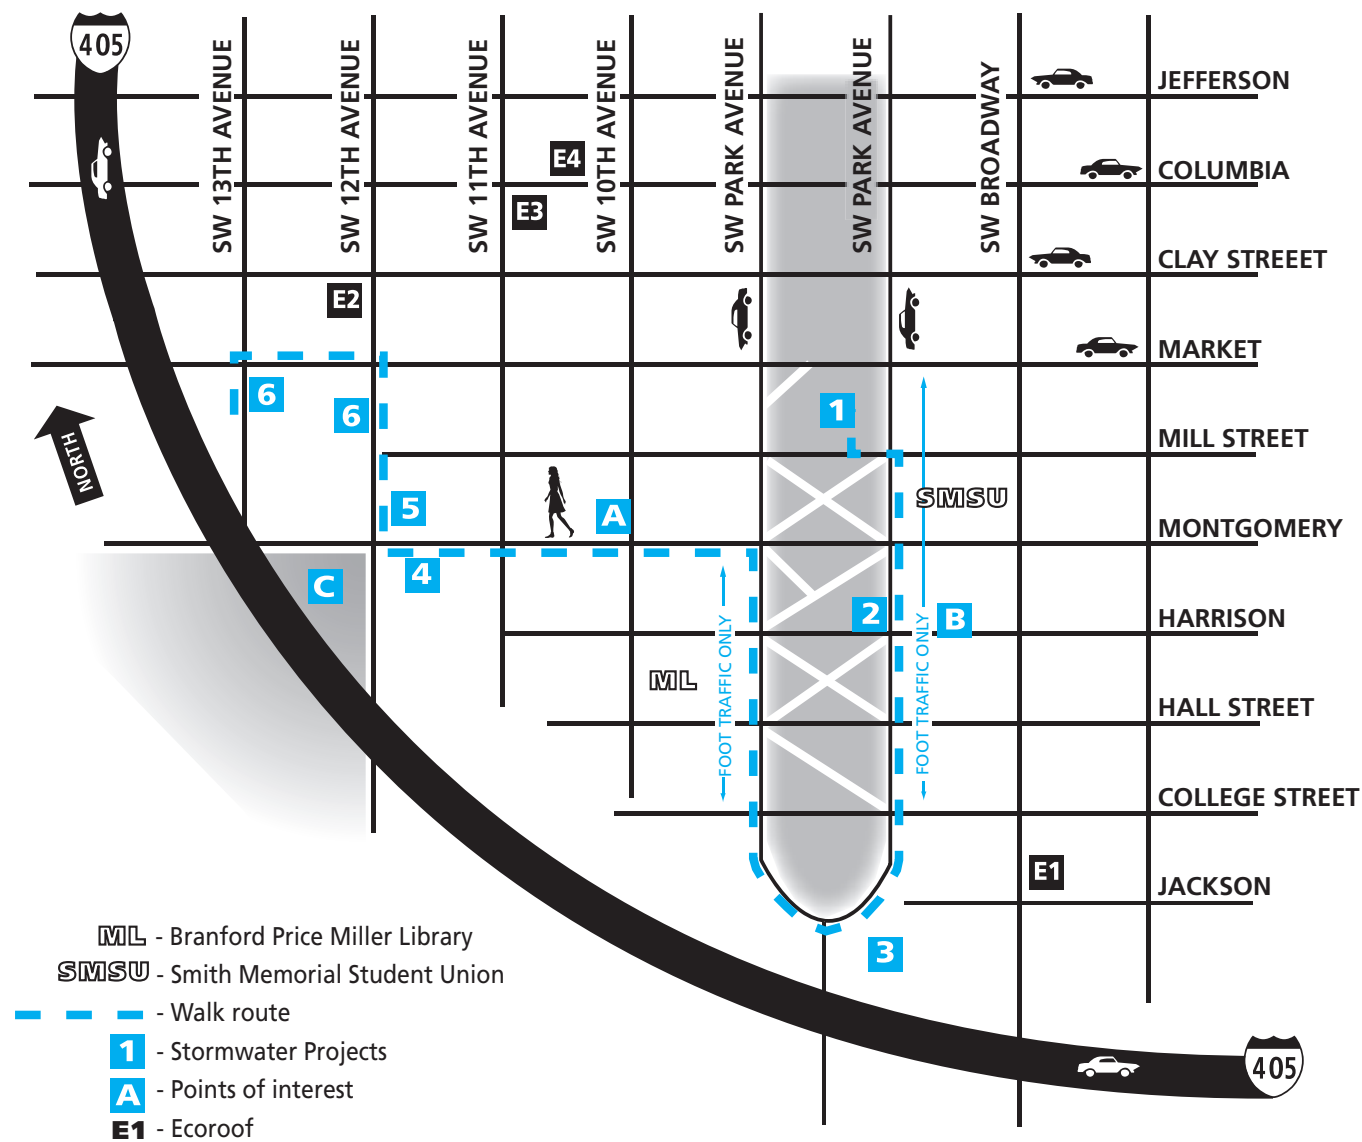 405
SW 13TH AVENUE
SW 12TH AVENUE
SW 11TH AVENUE
SW 10TH AVENUE
SW PARK AVENUE
SW PARK AVENUE
SW BROADWAY
JEFFERSON
E4
COLUMBIA
E3
CLAY STREEET
E2
MARKET
6
6
1
NORTH
MILL STREET
SMSU
5
A
MONTGOMERY
4
C
2
B
HARRISON
FOOT TRAFFIC ONLY
FOOT TRAFFIC ONLY
ML
HALL STREET
COLLEGE STREET
E1
JACKSON
3
ML - Branford Price Miller Library
SMSU - Smith Memorial Student Union
- Walk route
1 - Stormwater Projects
405
A - Points of interest
E1 - Ecoroof